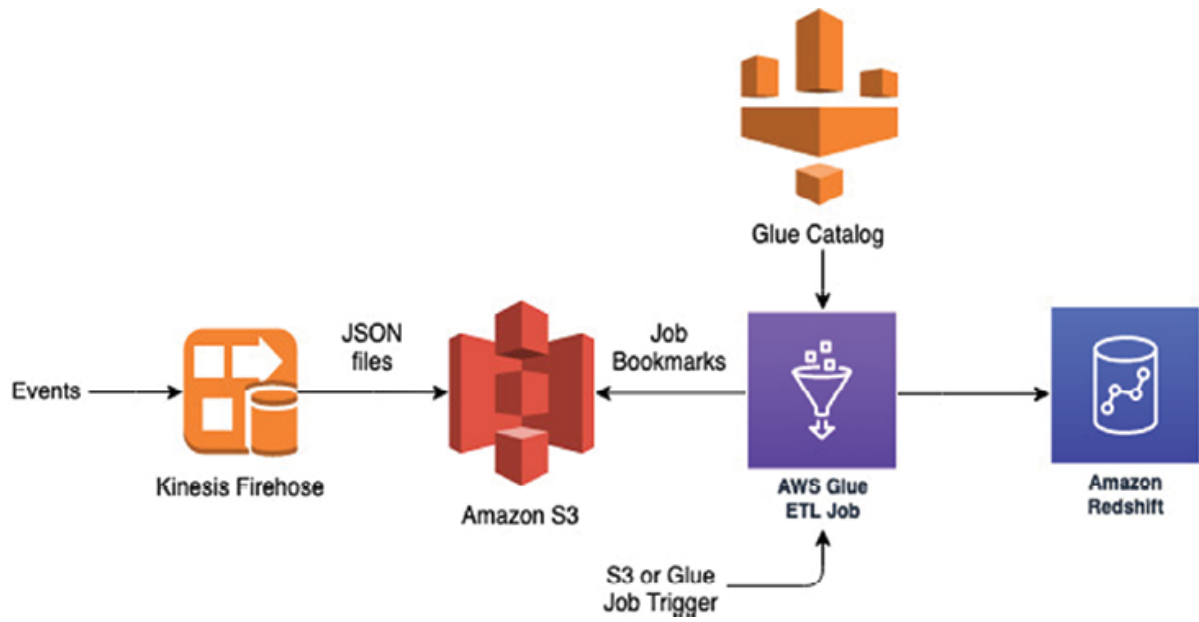 Glue Catalog
JSON
files
Job
Bookmarks
Events
Kinesis Firehose
Amazon S3
AWS Glue
ETL Job
Amazon
Redshift
S3 or Glue
Job Trigger